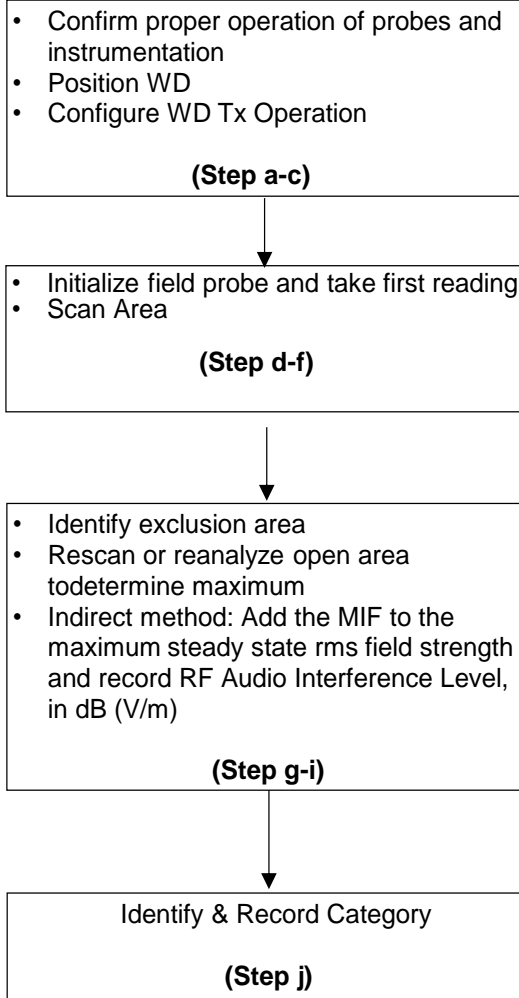 • Confirm proper operation of probes and
instrumentation
• Position WD
• Configure WD Tx Operation
(Step a-c)
• Initialize field probe and take first reading
• Scan Area
(Step d-f)
• Identify exclusion area
• Rescan or reanalyze open area
todetermine maximum
• Indirect method: Add the MIF to the
maximum steady state rms field strength
and record RF Audio Interference Level,
in dB (V/m)
(Step g-i)
Identify & Record Category
(Step j)